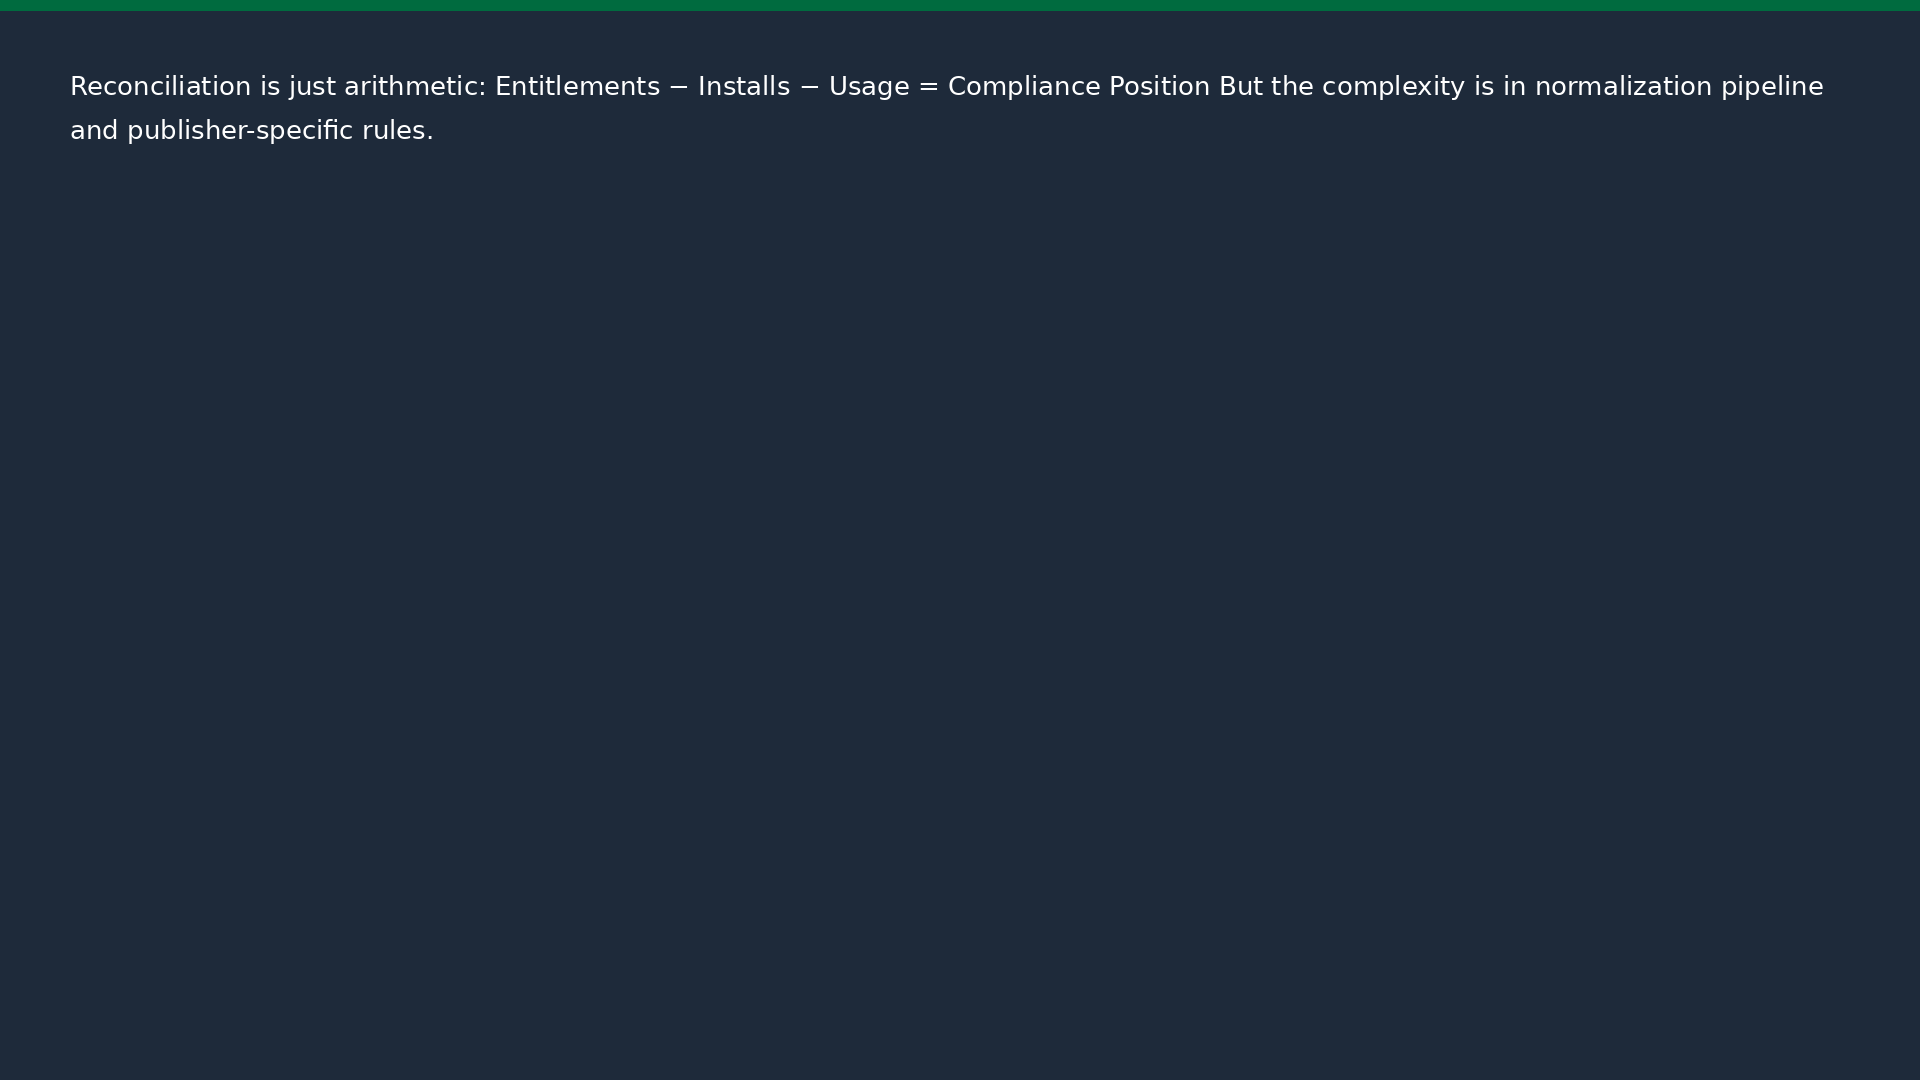 Reconciliation is just arithmetic: Entitlements − Installs − Usage = Compliance Position But the complexity is in normalization pipeline
and publisher-specific rules.